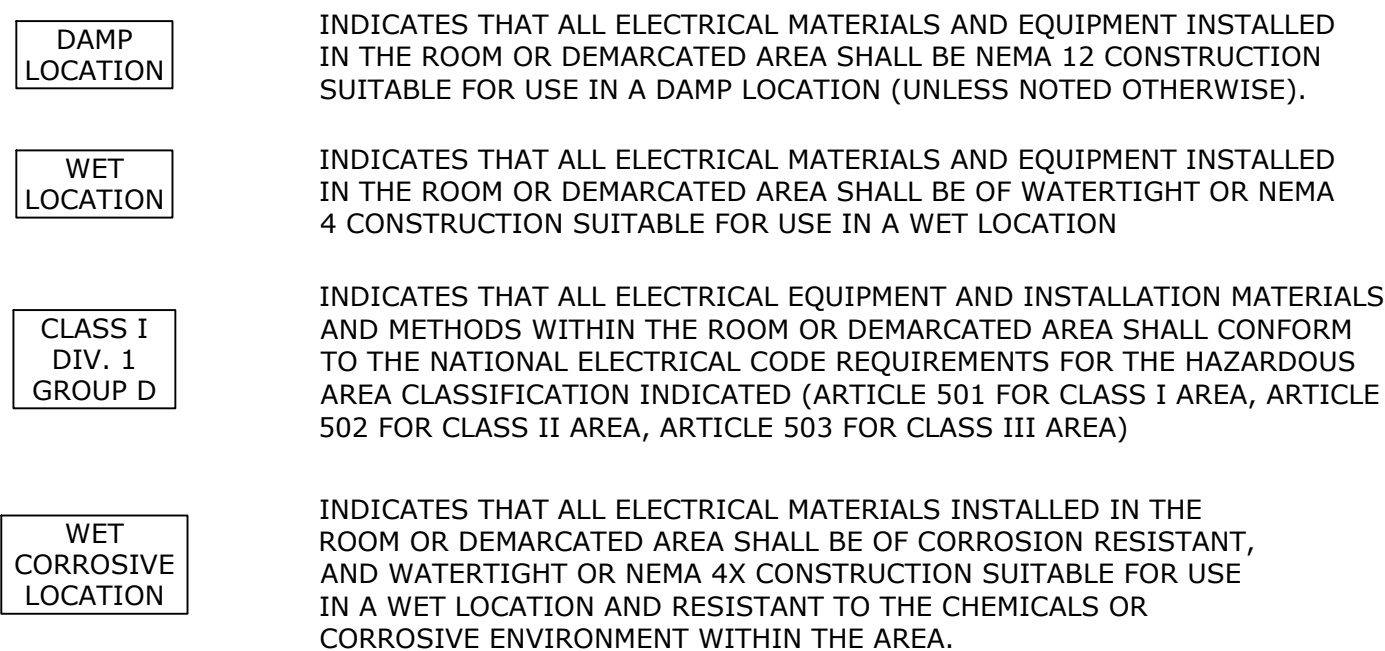 DAMP
LOCATION
INDICATES THAT ALL ELECTRICAL MATERIALS AND EQUIPMENT INSTALLED
IN THE ROOM OR DEMARCATED AREA SHALL BE NEMA 12 CONSTRUCTION
SUITABLE FOR USE IN A DAMP LOCATION (UNLESS NOTED OTHERWISE).
WET
LOCATION
INDICATES THAT ALL ELECTRICAL MATERIALS AND EQUIPMENT INSTALLED
IN THE ROOM OR DEMARCATED AREA SHALL BE OF WATERTIGHT OR NEMA
4 CONSTRUCTION SUITABLE FOR USE IN A WET LOCATION
CLASS I
DIV. 1
GROUP D
INDICATES THAT ALL ELECTRICAL EQUIPMENT AND INSTALLATION MATERIALS
AND METHODS WITHIN THE ROOM OR DEMARCATED AREA SHALL CONFORM
TO THE NATIONAL ELECTRICAL CODE REQUIREMENTS FOR THE HAZARDOUS
AREA CLASSIFICATION INDICATED (ARTICLE 501 FOR CLASS I AREA, ARTICLE
502 FOR CLASS II AREA, ARTICLE 503 FOR CLASS III AREA)
WET
CORROSIVE
LOCATION
INDICATES THAT ALL ELECTRICAL MATERIALS INSTALLED IN THE
ROOM OR DEMARCATED AREA SHALL BE OF CORROSION RESISTANT,
AND WATERTIGHT OR NEMA 4X CONSTRUCTION SUITABLE FOR USE
IN A WET LOCATION AND RESISTANT TO THE CHEMICALS OR
CORROSIVE ENVIRONMENT WITHIN THE AREA.